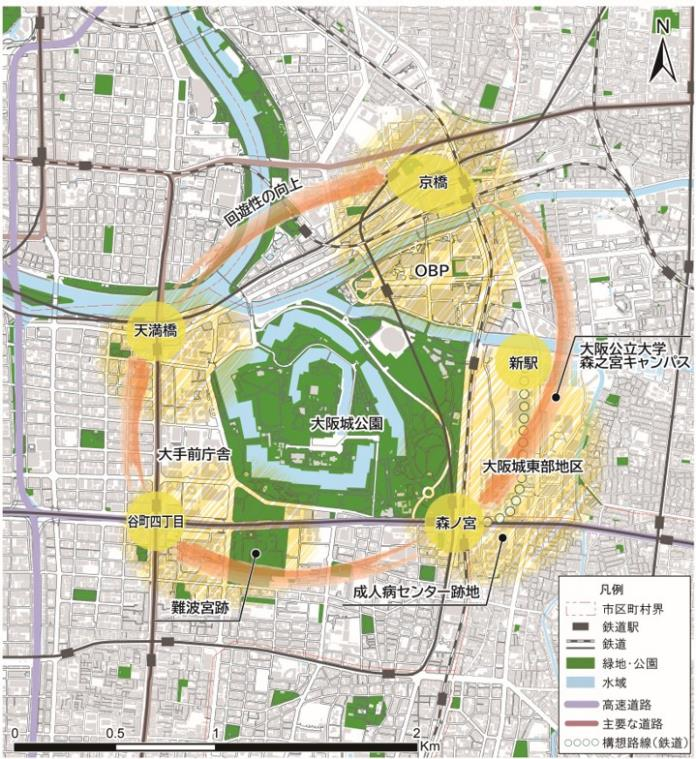 N
京橋
回遊性の向上
OBP
天満橋
新駅
大阪公立大学
森之宮キャンパス
大阪城公園
大手前庁舎
大阪城東部地区
谷町四丁目
森ノ宮
成人病センター跡地
難波宮跡
凡例
市区町村界
鉄道駅
鉄道
緑地・公園
水域
高速道路
主要な道路
構想路線(鉄道)
0 0.5 1 2
Km